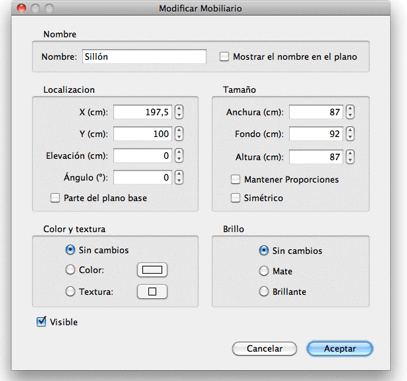 Modificar Mobiliario
Nombre
Nombre: Sillón Mostrar el nombre en el plano
Localizacion
X (cm): 197,5
Y (cm): 100
Elevación (cm): 0
Ángulo (º): 0
Parte del plano base
Tamaño
Anchura (cm): 87
Fondo (cm): 92
Altura (cm): 87
Mantener Proporciones
Simétrico
Color y textura
Sin cambios
Color:
Textura:
Brillo
Sin cambios
Mate
Brillante
Visible
Cancelar Aceptar